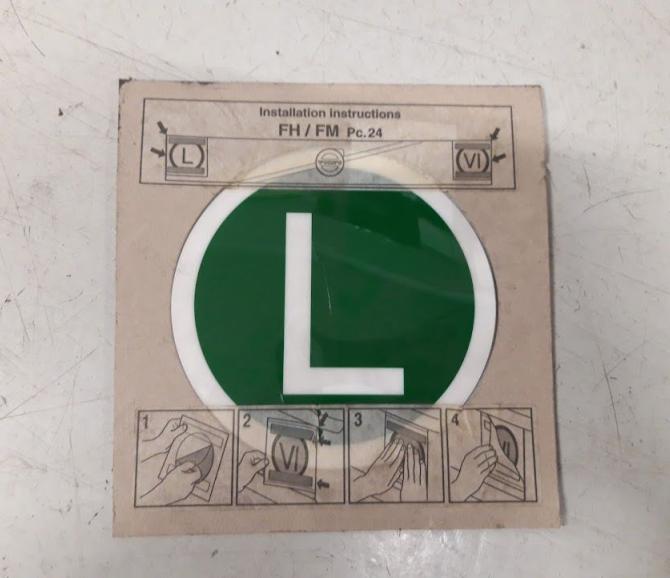 Installation instructions
FH / FM Pc.24
L VI
L
1 2 3 4
VI VI